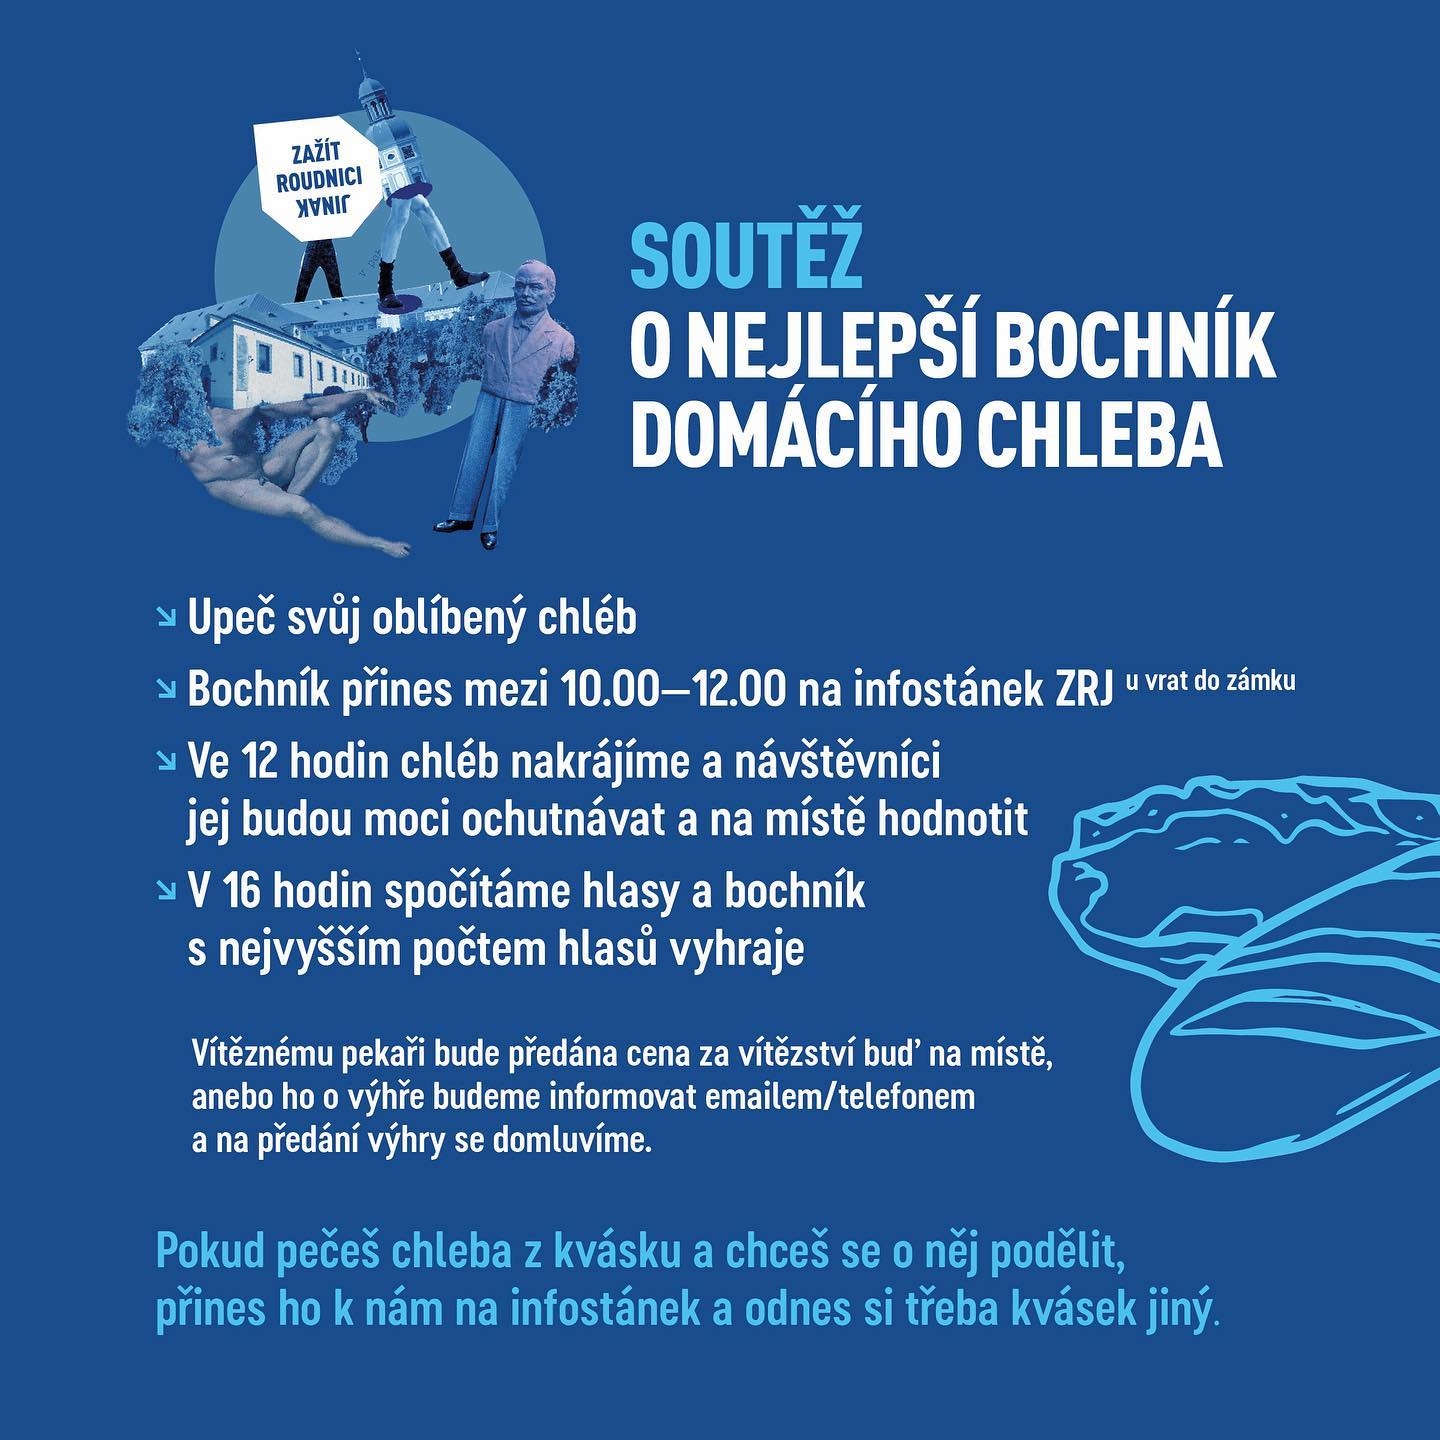 ZAŽÍT
ROUDNICI
JINAK
SOUTĚŽ
O NEJLEPŠÍ BOCHNÍK
DOMÁCÍHO CHLEBA
Upeč svůj oblíbený chléb
Bochník přines mezi 10.00—12.00 na infostánek ZRJ u vrat do zámku
Ve 12 hodin chléb nakrájíme a návštěvníci
jej budou moci ochutnávat a na místě hodnotit
V 16 hodin spočítáme hlasy a bochník
s nejvyšším počtem hlasů vyhraje
Vítěznému pekaři bude předána cena za vítězství bud’ na místě,
anebo ho o výhře budeme informovat emailem/telefonem
a na předání výhry se domluvíme.
Pokud pečeš chleba z kvásku a chceš se o něj podělit,
přines ho k nám na infostánek a odnes si třeba kvásek jiný.